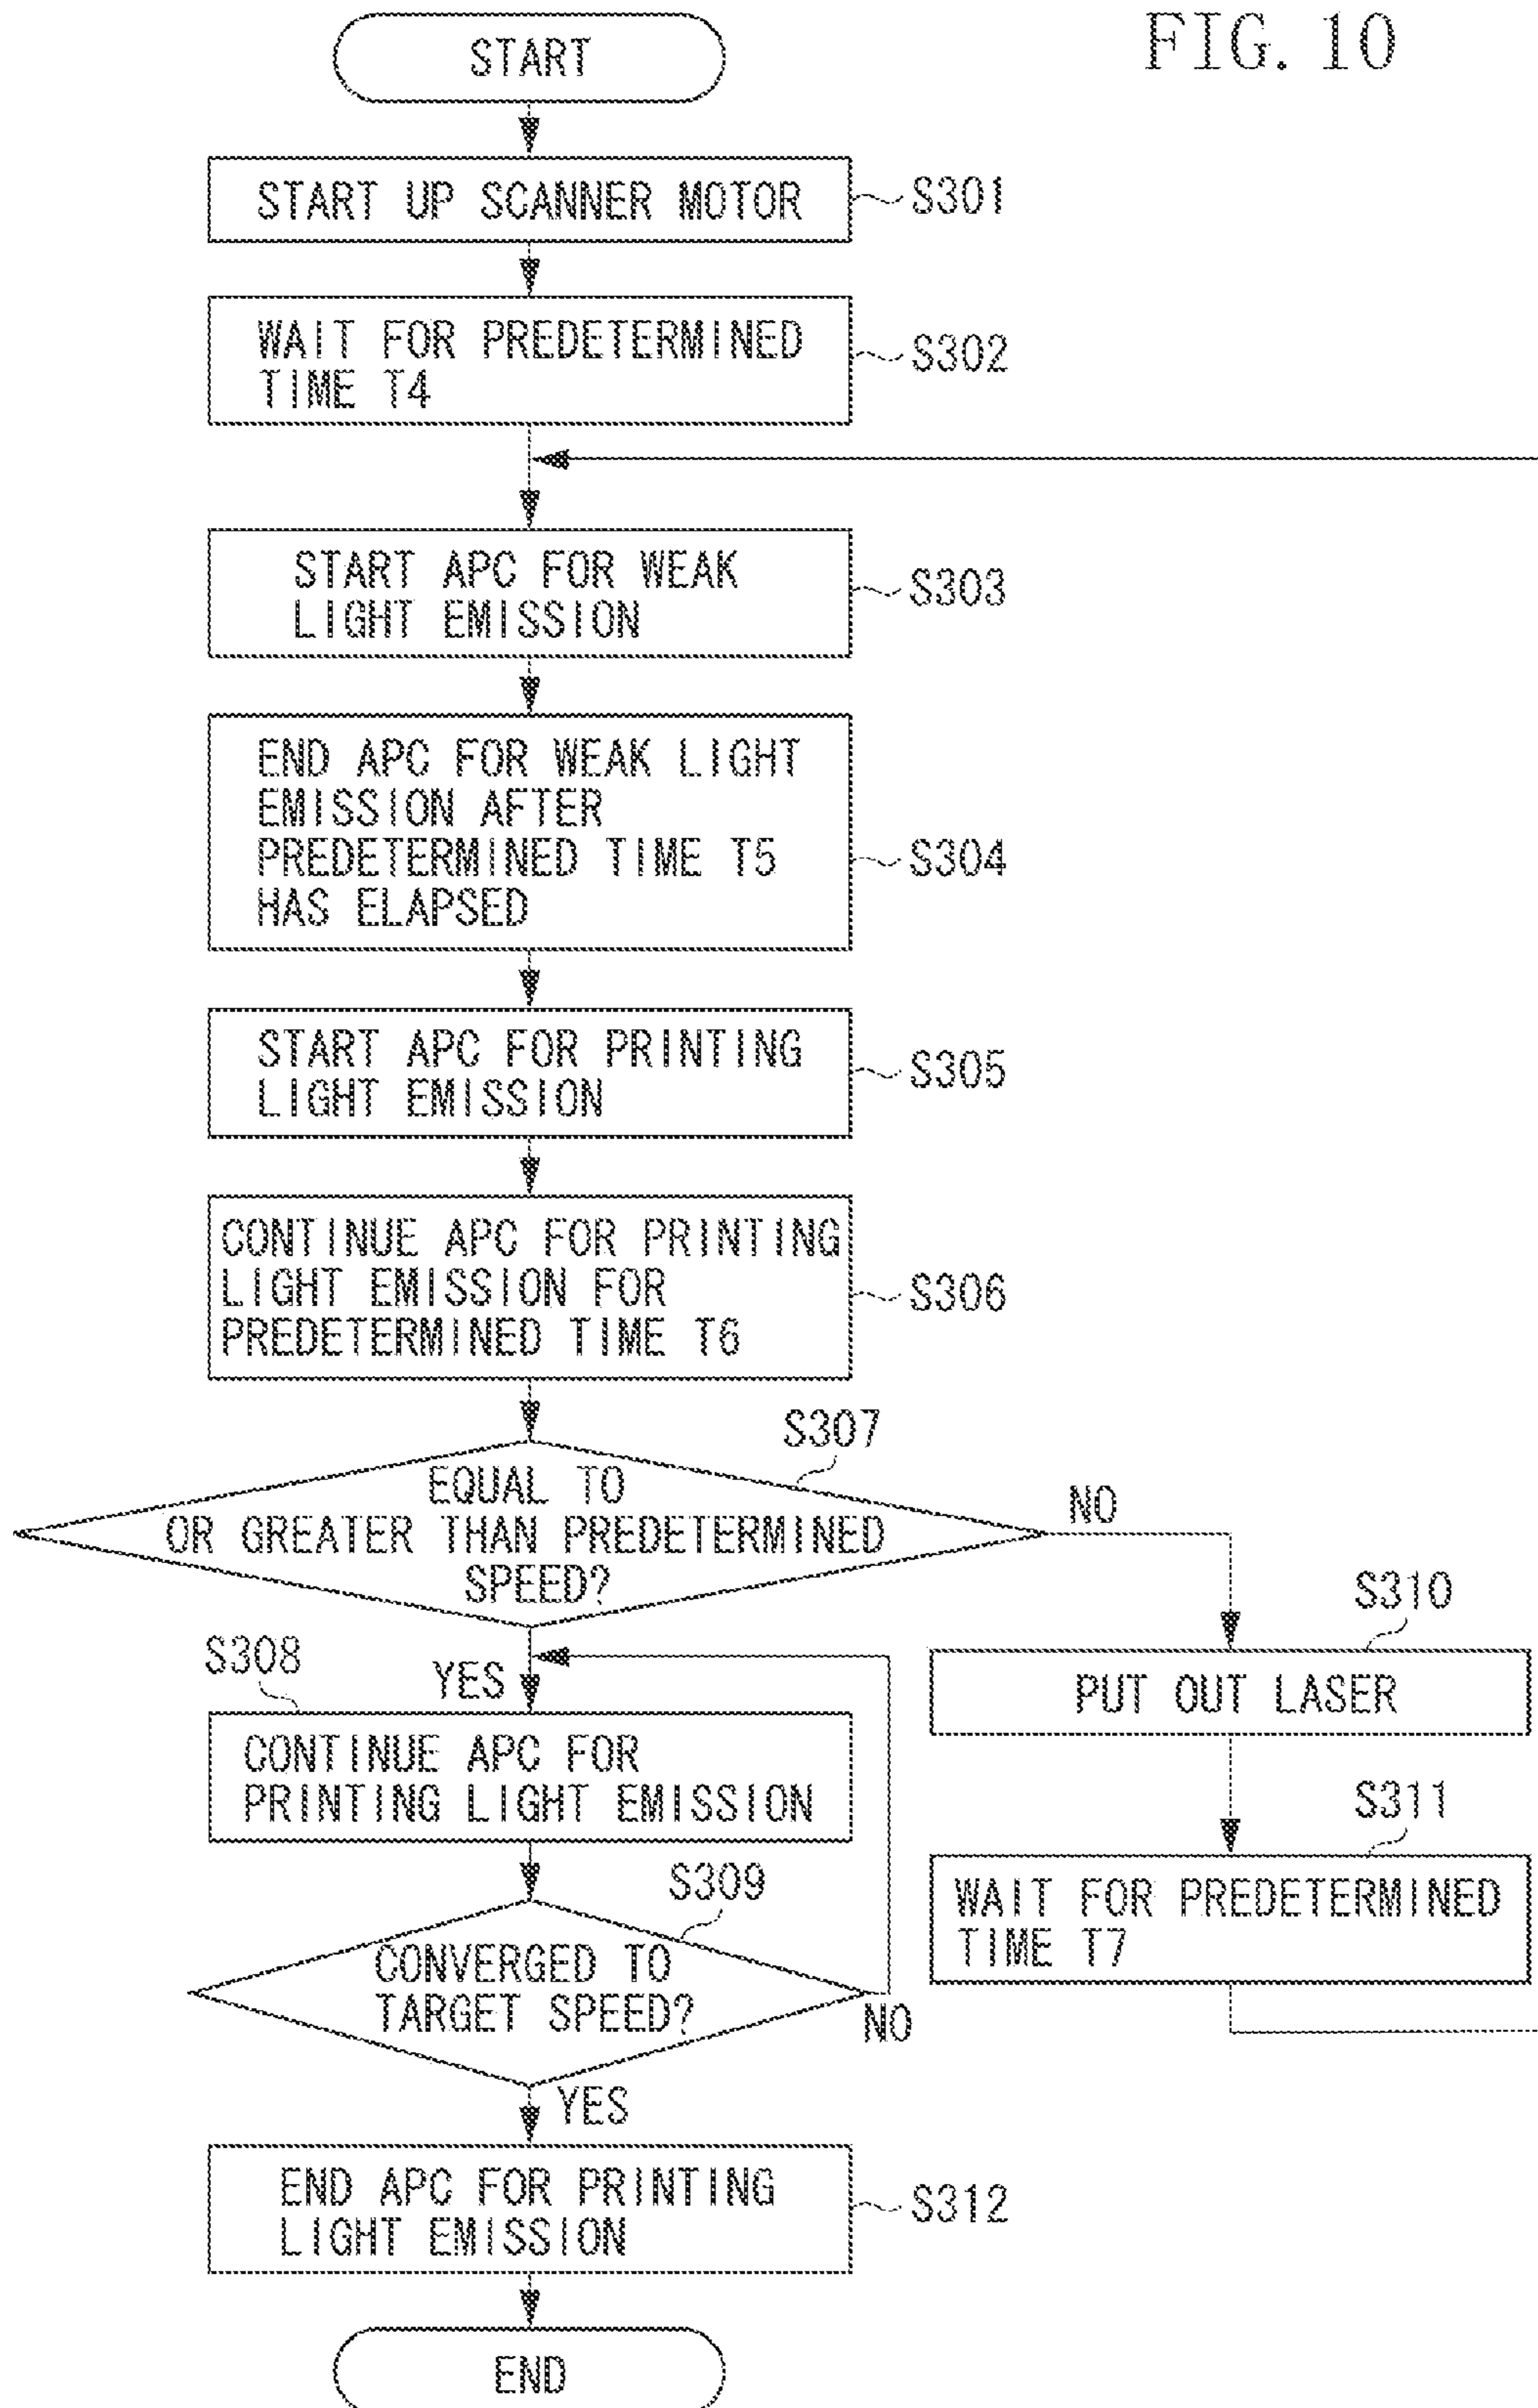 FIG. 10
START
START UP SCANNER MOTOR
S301
WAIT FOR PREDETERMINED
TIME T4
S302
START APC FOR WEAK
LIGHT EMISSION
S303
END APC FOR WEAK LIGHT
EMISSION AFTER
PREDETERMINED TIME T5
HAS ELAPSED
S304
START APC FOR PRINTING
LIGHT EMISSION
S305
CONTINUE APC FOR PRINTING
LIGHT EMISSION FOR
PREDETERMINED TIME T6
S306
S307
EQUAL TO
OR GREATER THAN PREDETERMINED
SPEED?
NO
YES
S308
CONTINUE APC FOR
PRINTING LIGHT EMISSION
S309
CONVERGED TO
TARGET SPEED?
NO
YES
S310
PUT OUT LASER
S311
WAIT FOR PREDETERMINED
TIME T7
END APC FOR PRINTING
LIGHT EMISSION
S312
END